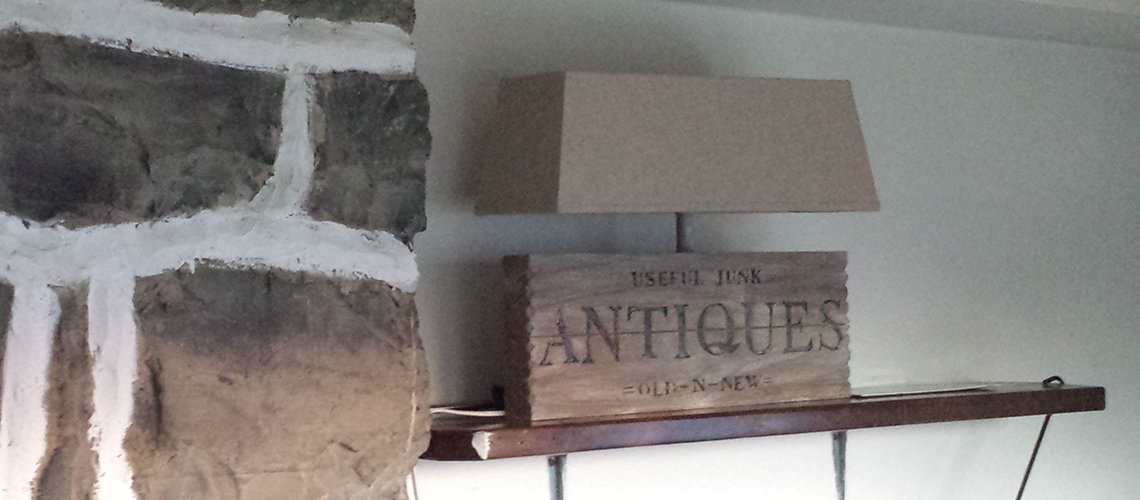 USEFUL JUNK
ANTIQUES
=OLD-N-NEW=